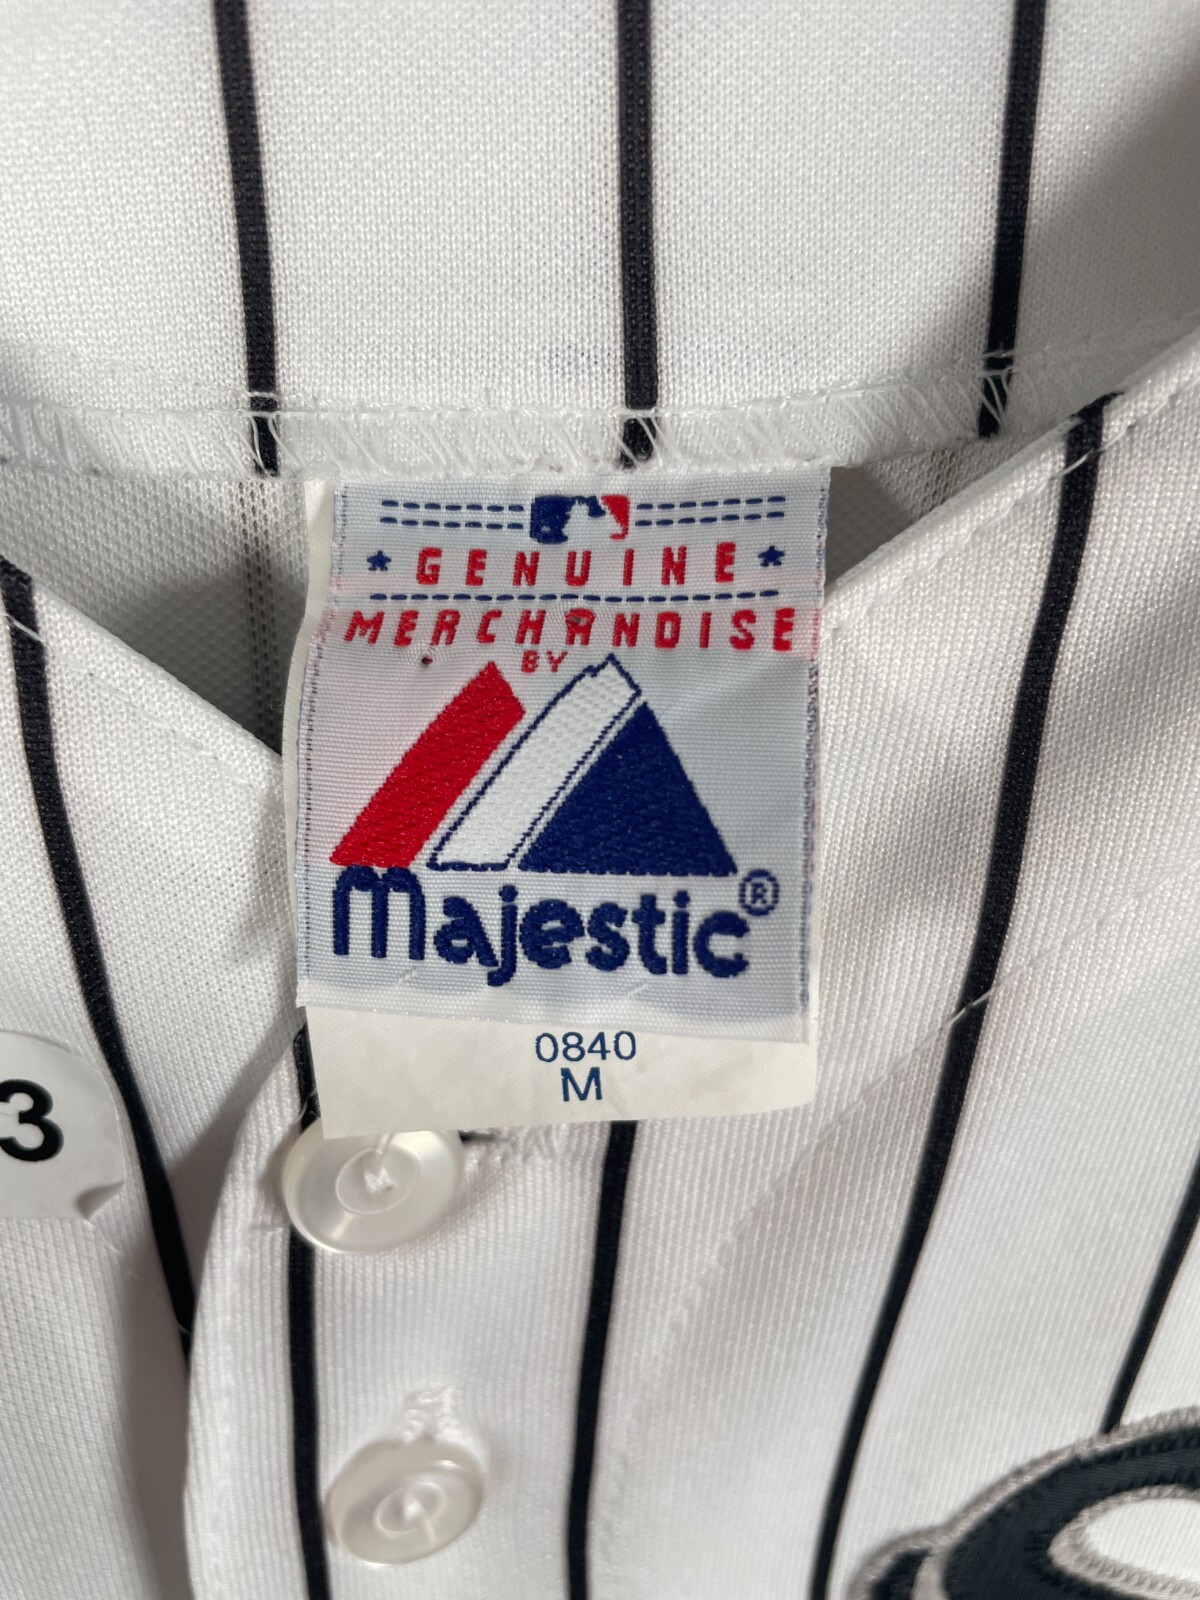 GENUINE
MERCHANDISE
BY
Majestic®
0840
M
3